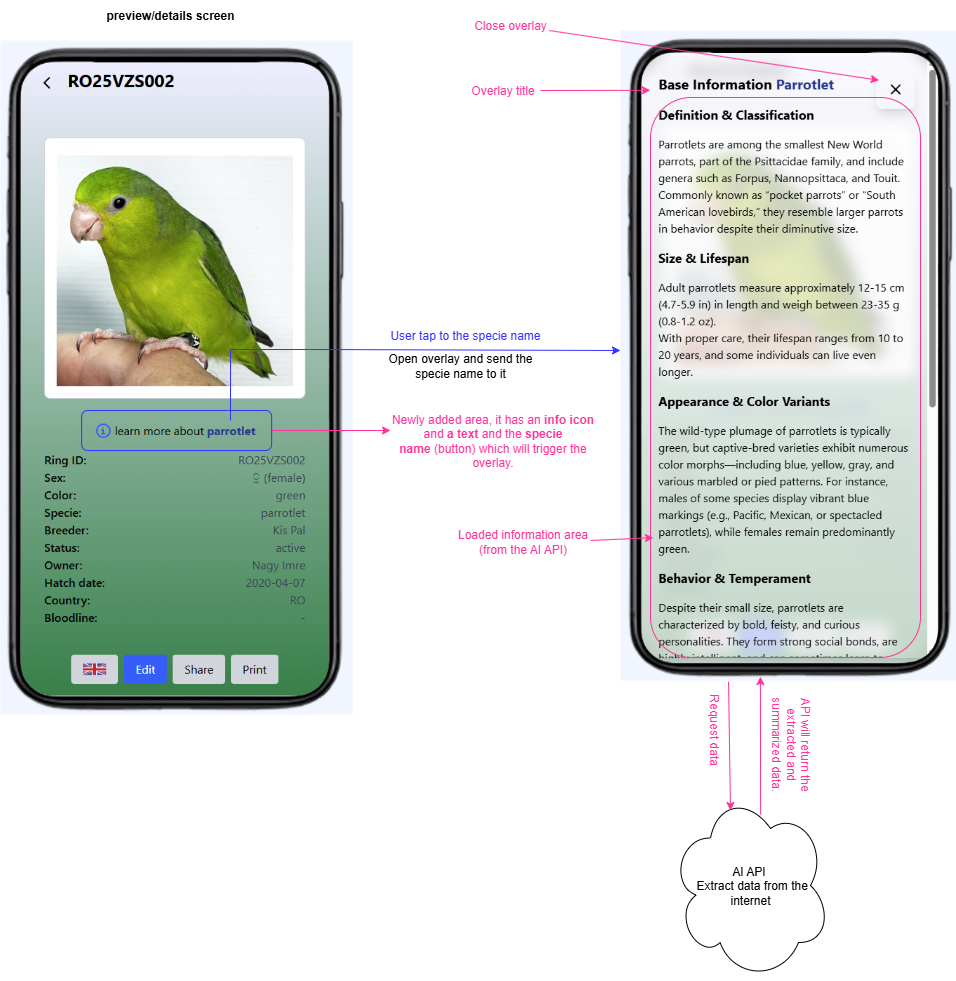 preview/details screen
RO25VZS002
learn more about parrotlet
Ring ID: RO25VZS002
Sex: ♀ (female)
Color: green
Specie: parrotlet
Breeder: Kis Pal
Status: active
Owner: Nagy Imre
Hatch date: 2020-04-07
Country: RO
Bloodline: -
Edit
Share
Print
User tap to the specie name
Open overlay and send the
specie name to it
Newly added area, it has an info icon
and a text and the specie
name (button) which will trigger the
overlay.
Close overlay
Overlay title
Loaded information area
(from the AI API)
Base Information Parrotlet
Definition & Classification
Parrotlets are among the smallest New World
parrots, part of the Psittacidae family, and include
genera such as Forpus, Nannopsittaca, and Touit.
Commonly known as “pocket parrots” or “South
American lovebirds,” they resemble larger parrots
in behavior despite their diminutive size.
Size & Lifespan
Adult parrotlets measure approximately 12-15 cm
(4.7-5.9 in) in length and weigh between 23-35 g
(0.8-1.2 oz).
With proper care, their lifespan ranges from 10 to
20 years, and some individuals can live even
longer.
Appearance & Color Variants
The wild-type plumage of parrotlets is typically
green, but captive-bred varieties exhibit numerous
color morphs—including blue, yellow, gray, and
various marbled or pied patterns. For instance,
males of some species display vibrant blue
markings (e.g., Pacific, Mexican, or spectacled
parrotlets), while females remain predominantly
green.
Behavior & Temperament
Despite their small size, parrotlets are
characterized by bold, feisty, and curious
personalities. They form strong social bonds, are
Request data
API will return the
extracted and
summarized data.
AI API
Extract data from the
internet